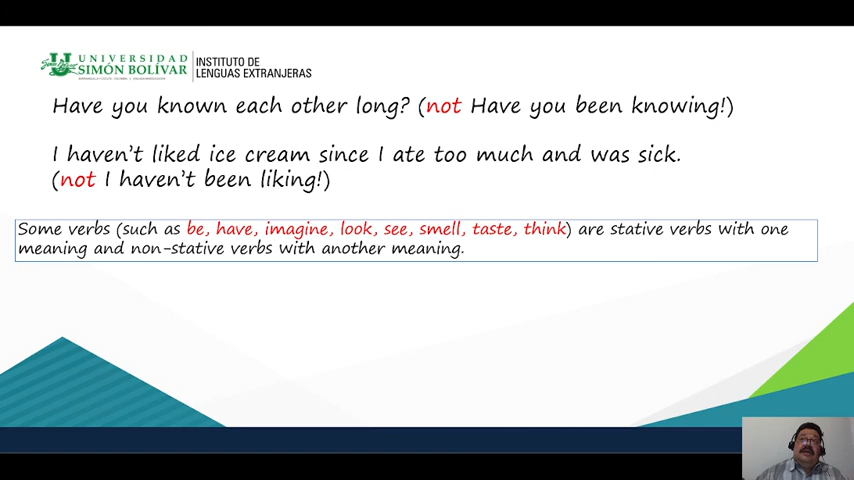 UNIVERSIDAD
SIMÓN BOLÍVAR
INSTITUTO DE
LENGUAS EXTRANJERAS
Have you known each other long? (not Have you been knowing!)
I haven't liked ice cream since I ate too much and was sick.
(not I haven't been liking!)
Some verbs (such as be, have, imagine, look, see, smell, taste, think) are stative verbs with one
meaning and non-stative verbs with another meaning.